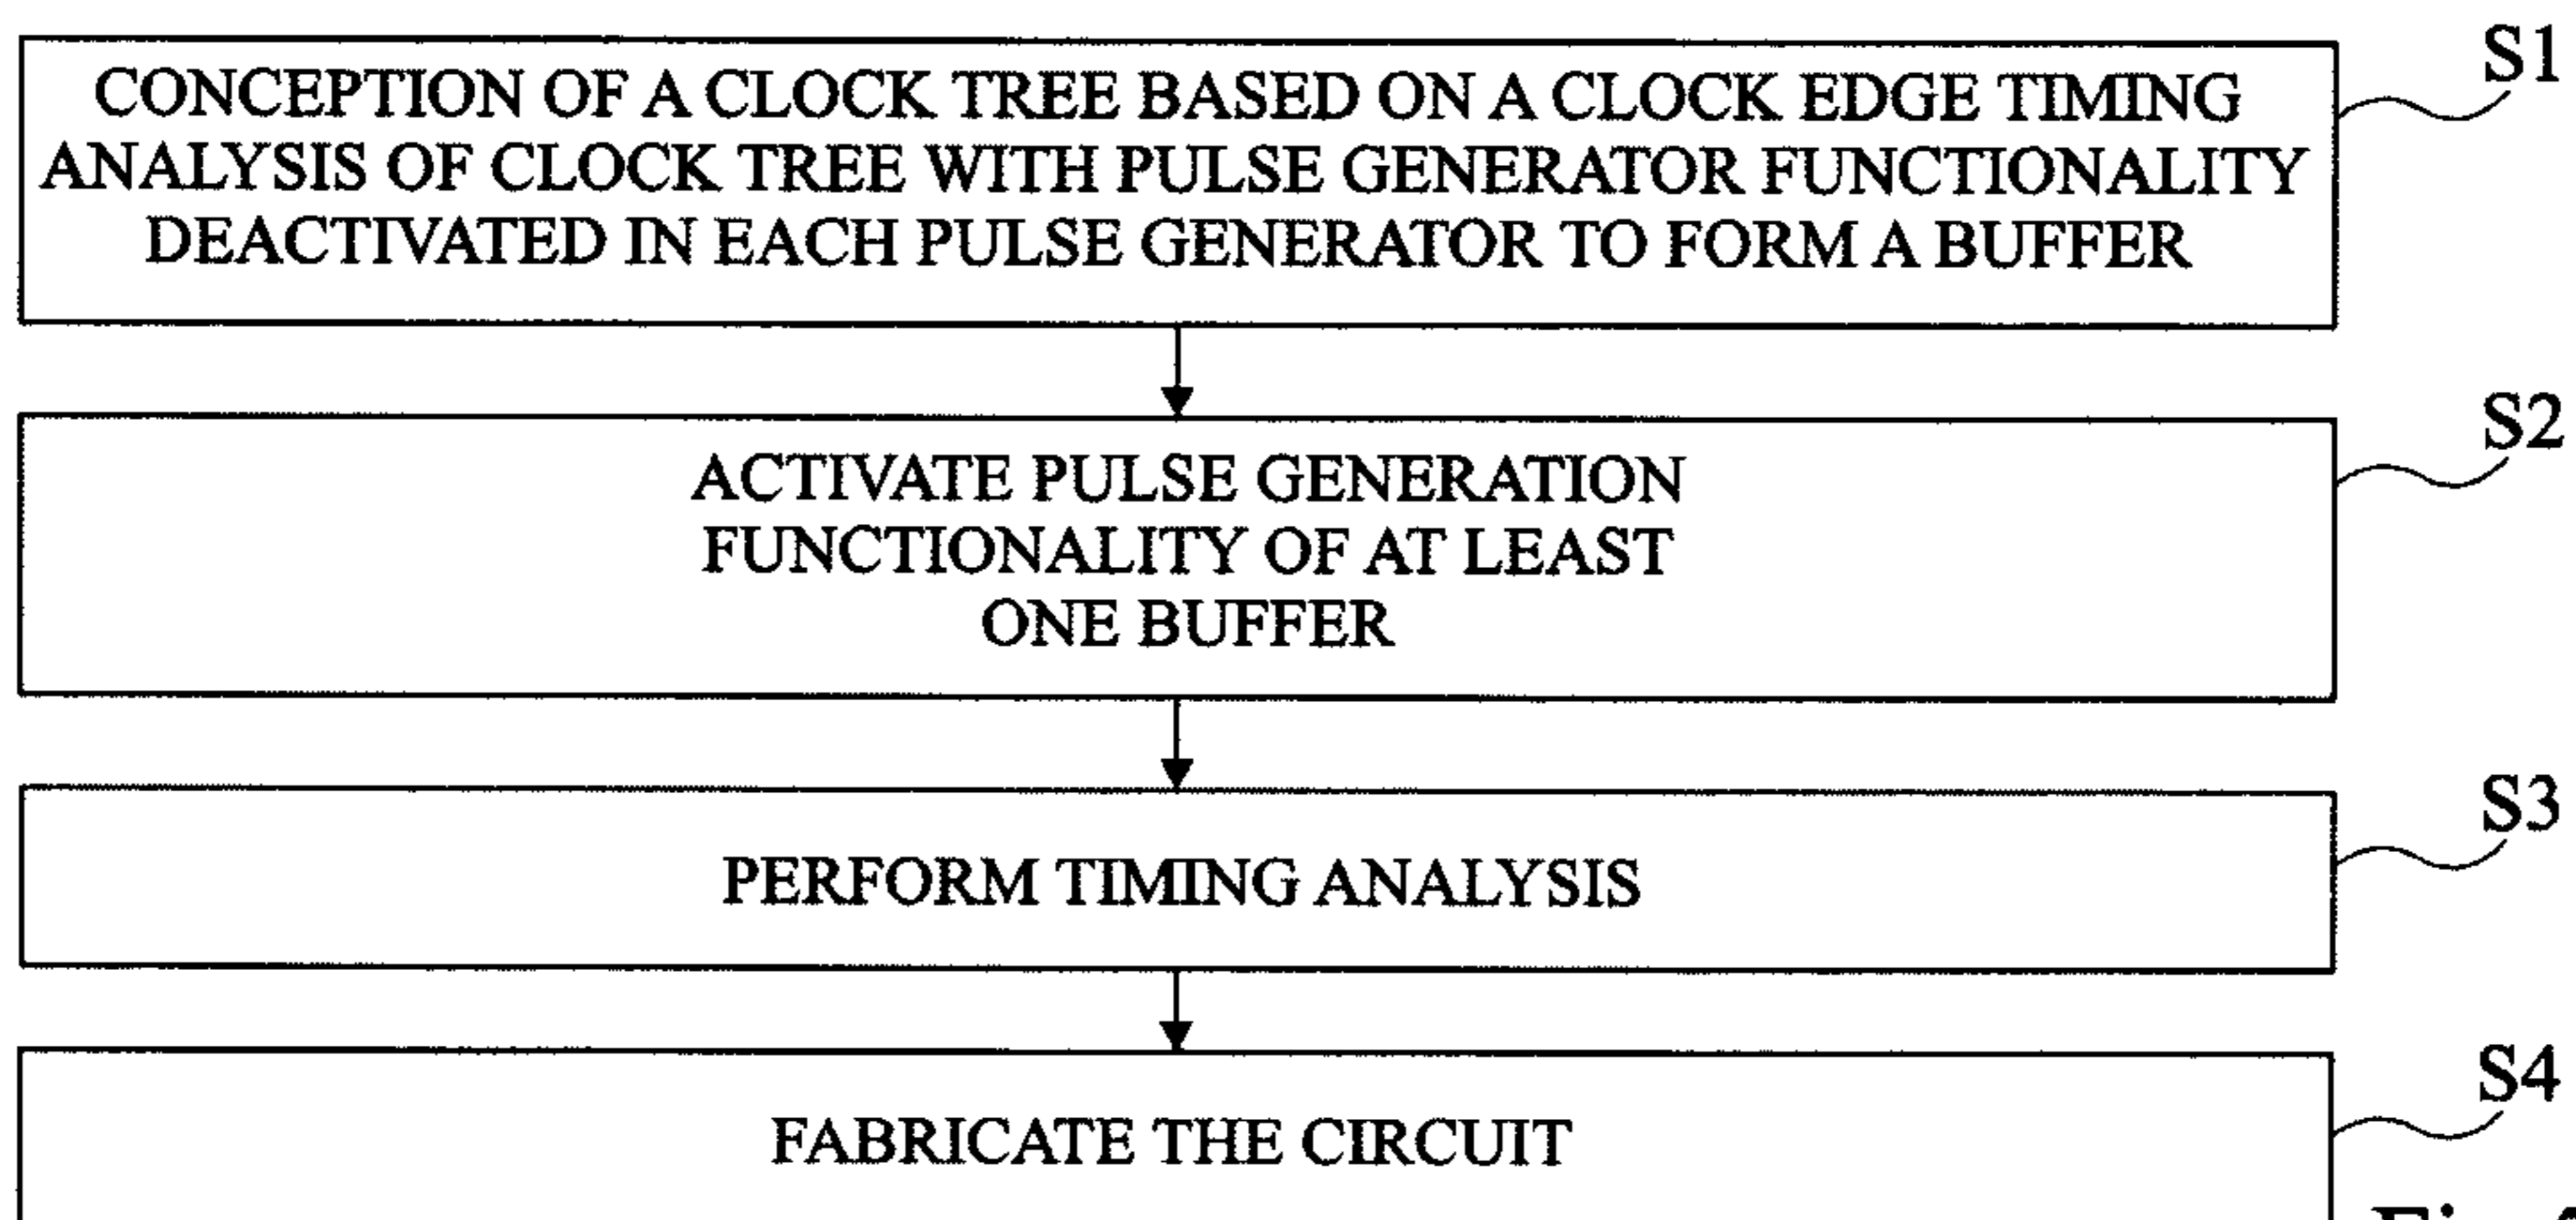 CONCEPTION OF A CLOCK TREE BASED ON A CLOCK EDGE TIMING
ANALYSIS OF CLOCK TREE WITH PULSE GENERATOR FUNCTIONALITY
DEACTIVATED IN EACH PULSE GENERATOR TO FORM A BUFFER
S1
ACTIVATE PULSE GENERATION
FUNCTIONALITY OF AT LEAST
ONE BUFFER
S2
PERFORM TIMING ANALYSIS
S3
FABRICATE THE CIRCUIT
S4